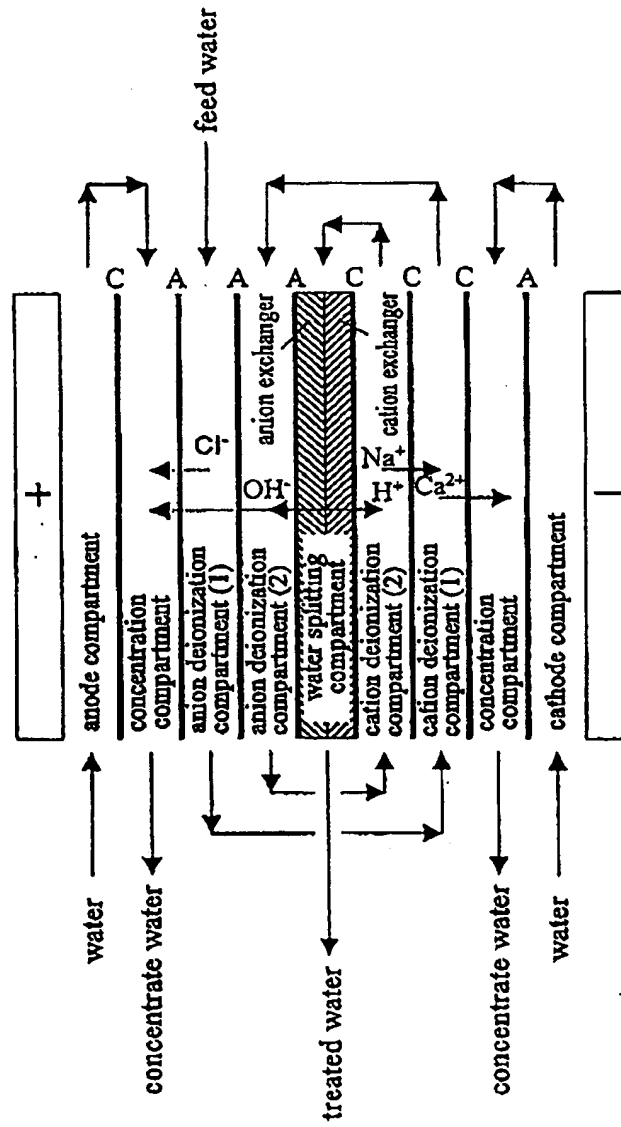 +
anode compartment
C
concentration
compartment
A
anion deionization
compartment (1)
Cl-
A
anion deionization
compartment (2)
OH-
anion exchanger
A
water splitting
compartment
C
cation deionization
compartment (2)
H+
Na+
cation exchanger
C
cation deionization
compartment (1)
Ca2+
C
concentration
compartment
A
cathode compartment
−
water
concentrate water
treated water
concentrate water
water
feed water